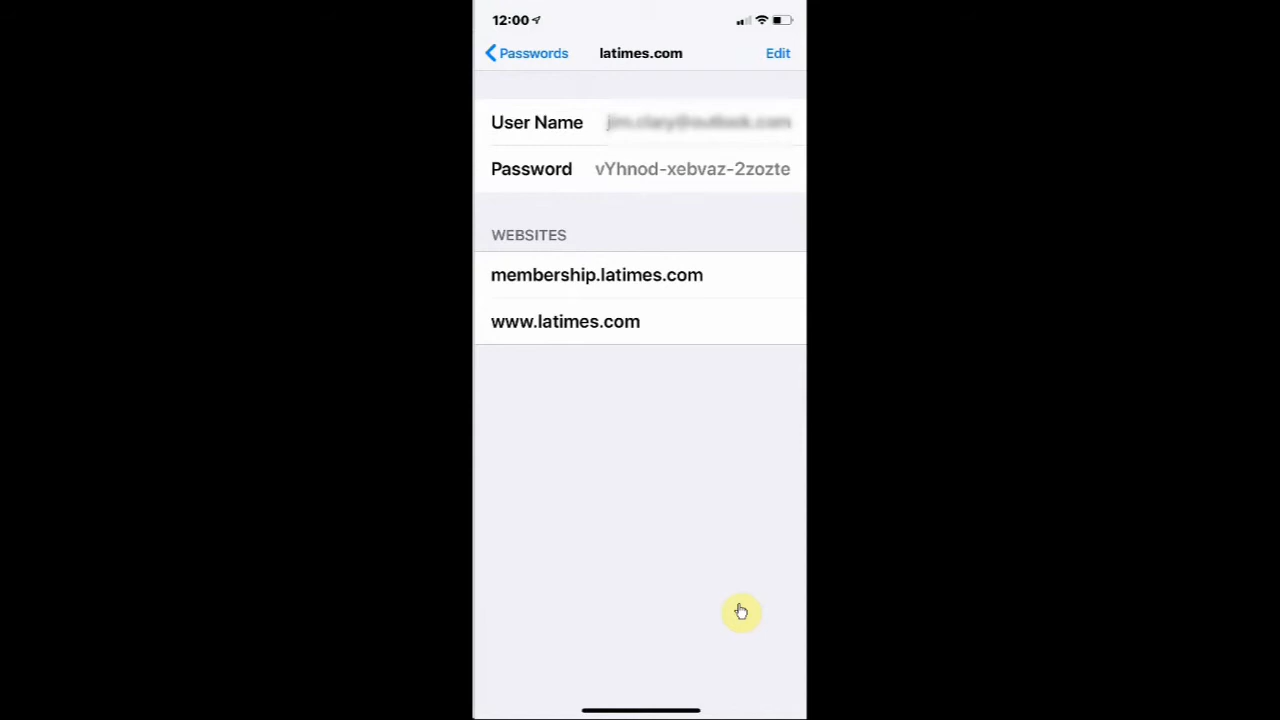 12:00
Passwords latimes.com Edit
User Name
Password vYhnod-xebvaz-2zozte
WEBSITES
membership.latimes.com
www.latimes.com